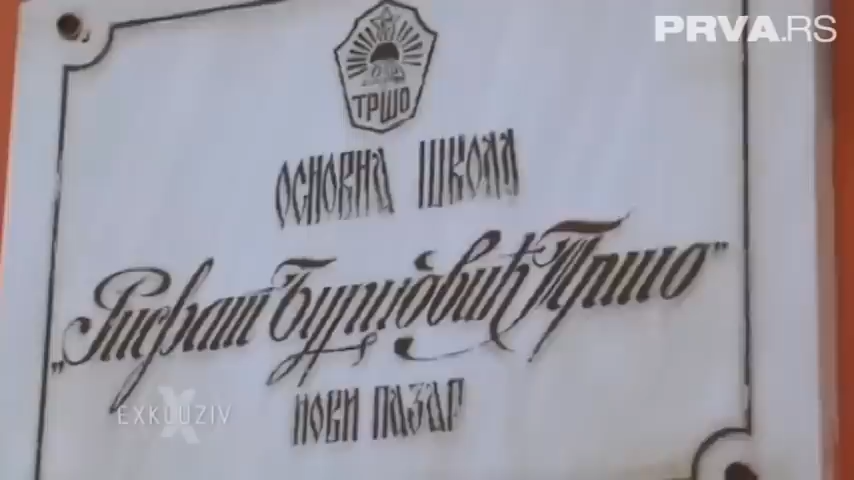 PRVA.RS
ТРШО
ОСНОВНА ШКОЛА
„Рифат Бурџовић Тршо”
НОВИ ПАЗАР
EXKLUZIV